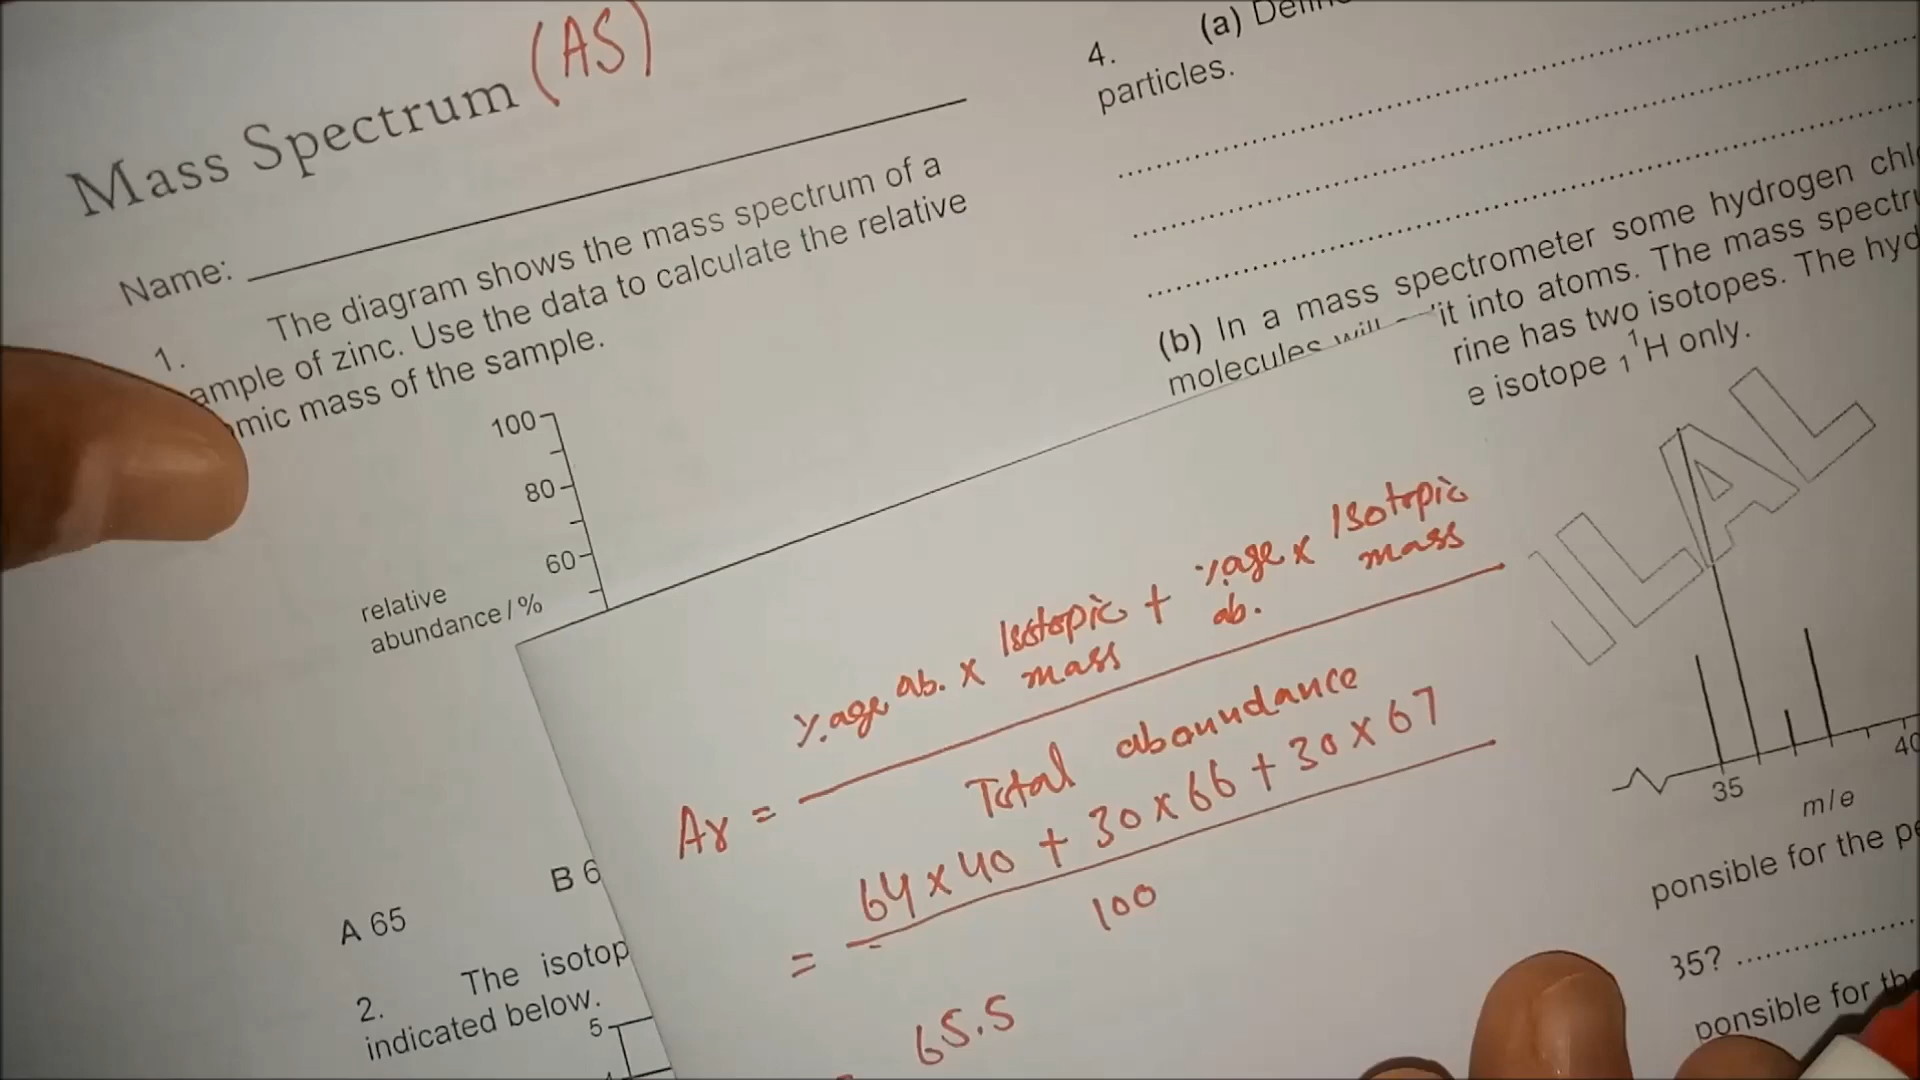 Mass Spectrum (AS)
Name:
1. The diagram shows the mass spectrum of a
ample of zinc. Use the data to calculate the relative
mic mass of the sample.
100
80
60
relative
abundance / %
A 65
B 6
2. The isotop
indicated below.
5
%age ab. x Isotopic mass + %age ab. x Isotopic mass
Ar =
Total abaundance
= 64 x 40 + 30 x 66 + 30 x 67
100
65.5
4. (a)
particles.
(b) In a mass spectrometer some hydrogen chl
molecules will it into atoms. The mass spectr
rine has two isotopes. The hyd
e isotope ¹₁H only.
ILAL
35
40
m/e
ponsible for the pe
35?
ponsible for th